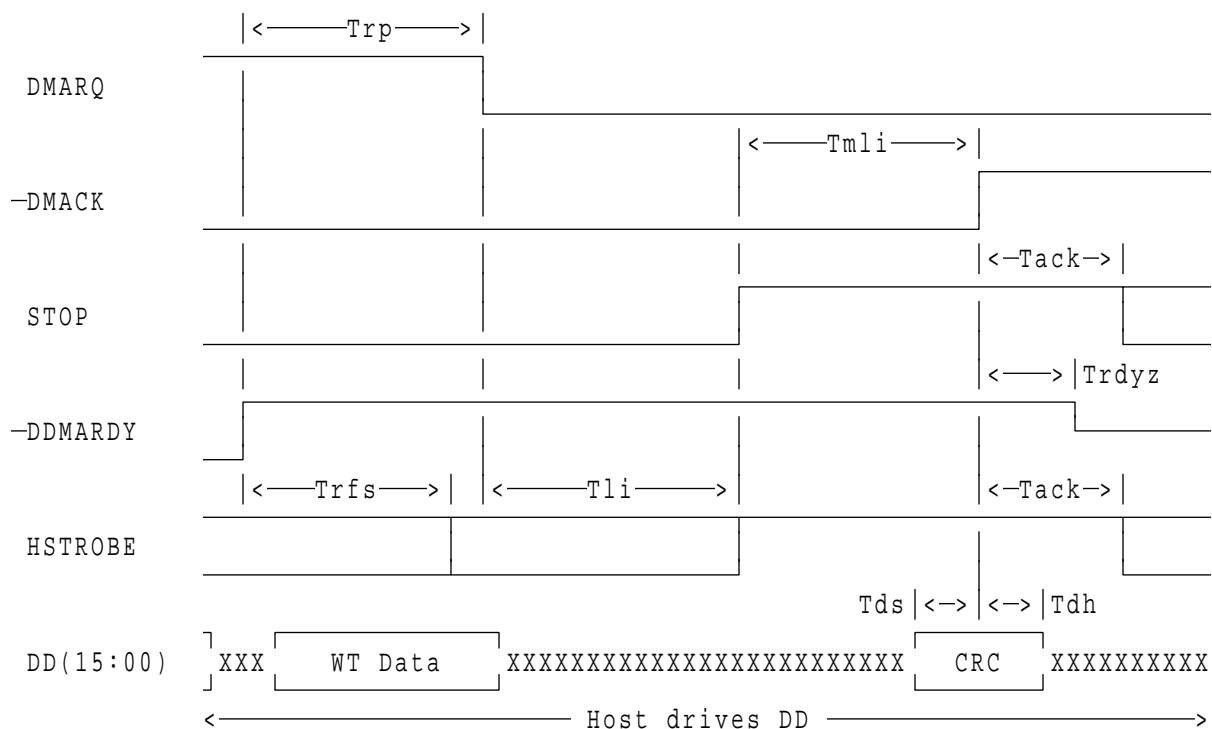 |<——Trp——>|
DMARQ
|<——Tmli——>|
—DMACK
|<—Tack—>|
STOP
|<——>|Trdyz
—DDMARDY
|<——Trfs——>| |<———Tli———>| |<—Tack—>|
HSTROBE
Tds|<—>|<—>|Tdh
DD(15:00) XXX WT Data XXXXXXXXXXXXXXXXXXXXXXXXX CRC XXXXXXXXXX
<———————— Host drives DD ————————>